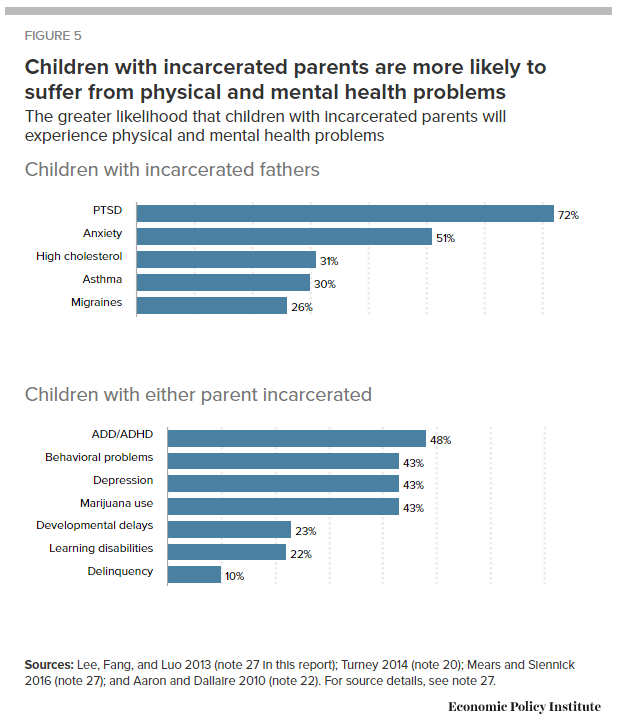 FIGURE 5
Children with incarcerated parents are more likely to
suffer from physical and mental health problems
The greater likelihood that children with incarcerated parents will
experience physical and mental health problems
Children with incarcerated fathers
PTSD 72%
Anxiety 51%
High cholesterol 31%
Asthma 30%
Migraines 26%
Children with either parent incarcerated
ADD/ADHD 48%
Behavioral problems 43%
Depression 43%
Marijuana use 43%
Developmental delays 23%
Learning disabilities 22%
Delinquency 10%
Sources: Lee, Fang, and Luo 2013 (note 27 in this report); Turney 2014 (note 20); Mears and Siennick
2016 (note 27); and Aaron and Dallaire 2010 (note 22). For source details, see note 27.
Economic Policy Institute